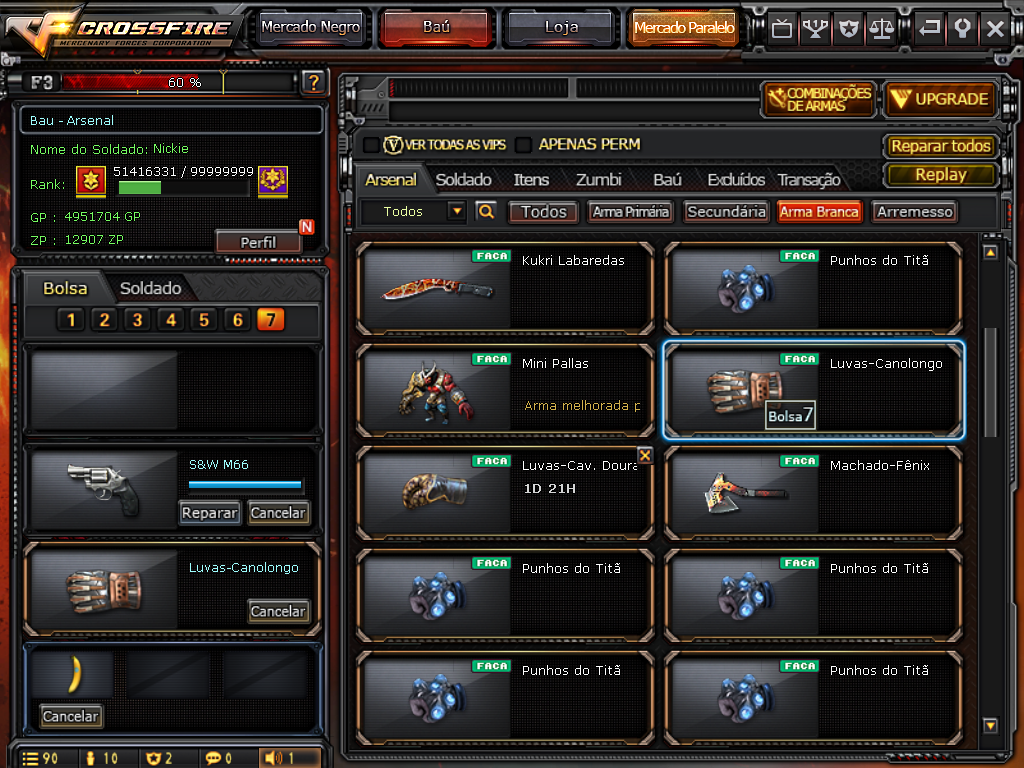 CROSSFIRE
MERCENARY FORCES CORPORATION
Mercado Negro
Baú
Loja
Mercado Paralelo
F3
60 %
?
Bau - Arsenal
Nome do Soldado: Nickie
Rank:
51416331 / 99999999
GP : 4951704 GP
ZP : 12907 ZP
Perfil
N
Bolsa
Soldado
1 2 3 4 5 6 7
S&W M66
Reparar
Cancelar
Luvas-Canolongo
Cancelar
Cancelar
90
10
2
0
1
COMBINAÇÕES
DE ARMAS
UPGRADE
V VER TODAS AS VIPS
APENAS PERM
Reparar todos
Replay
Arsenal
Soldado
Itens
Zumbi
Baú
Excluídos
Transação
Todos
Todos
Arma Primária
Secundária
Arma Branca
Arremesso
FACA
Kukri Labaredas
FACA
Punhos do Titã
FACA
Mini Pallas
Arma melhorada p
FACA
Luvas-Canolongo
Bolsa7
FACA
Luvas-Cav. Doura
1D 21H
FACA
Machado-Fênix
FACA
Punhos do Titã
FACA
Punhos do Titã
FACA
Punhos do Titã
FACA
Punhos do Titã